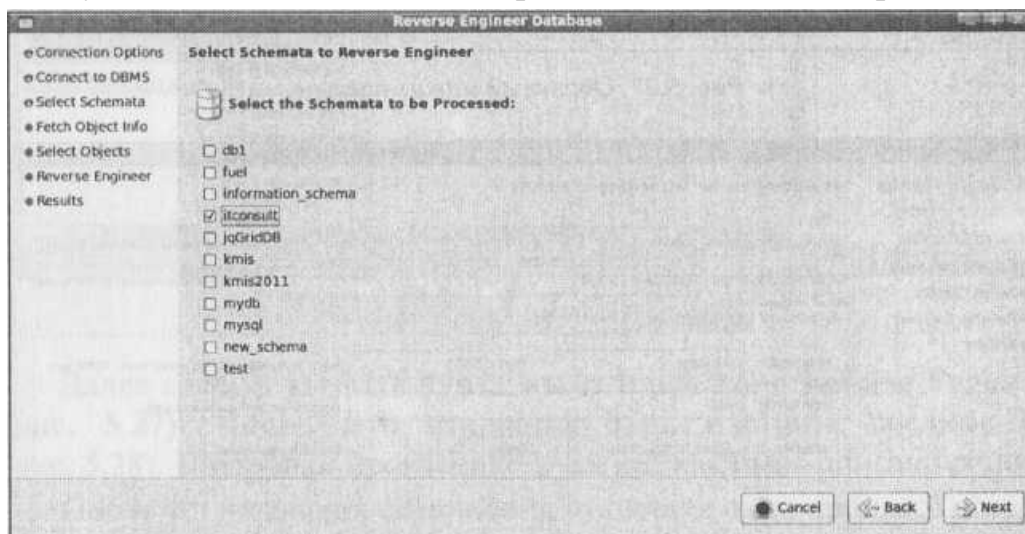 Reverse Engineer Database
Connection Options
Connect to DBMS
Select Schemata
Fetch Object Info
Select Objects
Reverse Engineer
Results
Select Schemata to Reverse Engineer
Select the Schemata to be Processed:
db1
fuel
information_schema
itconsult
jqGridDB
kmis
kmis2011
mydb
mysql
new_schema
test
Cancel
Back
Next